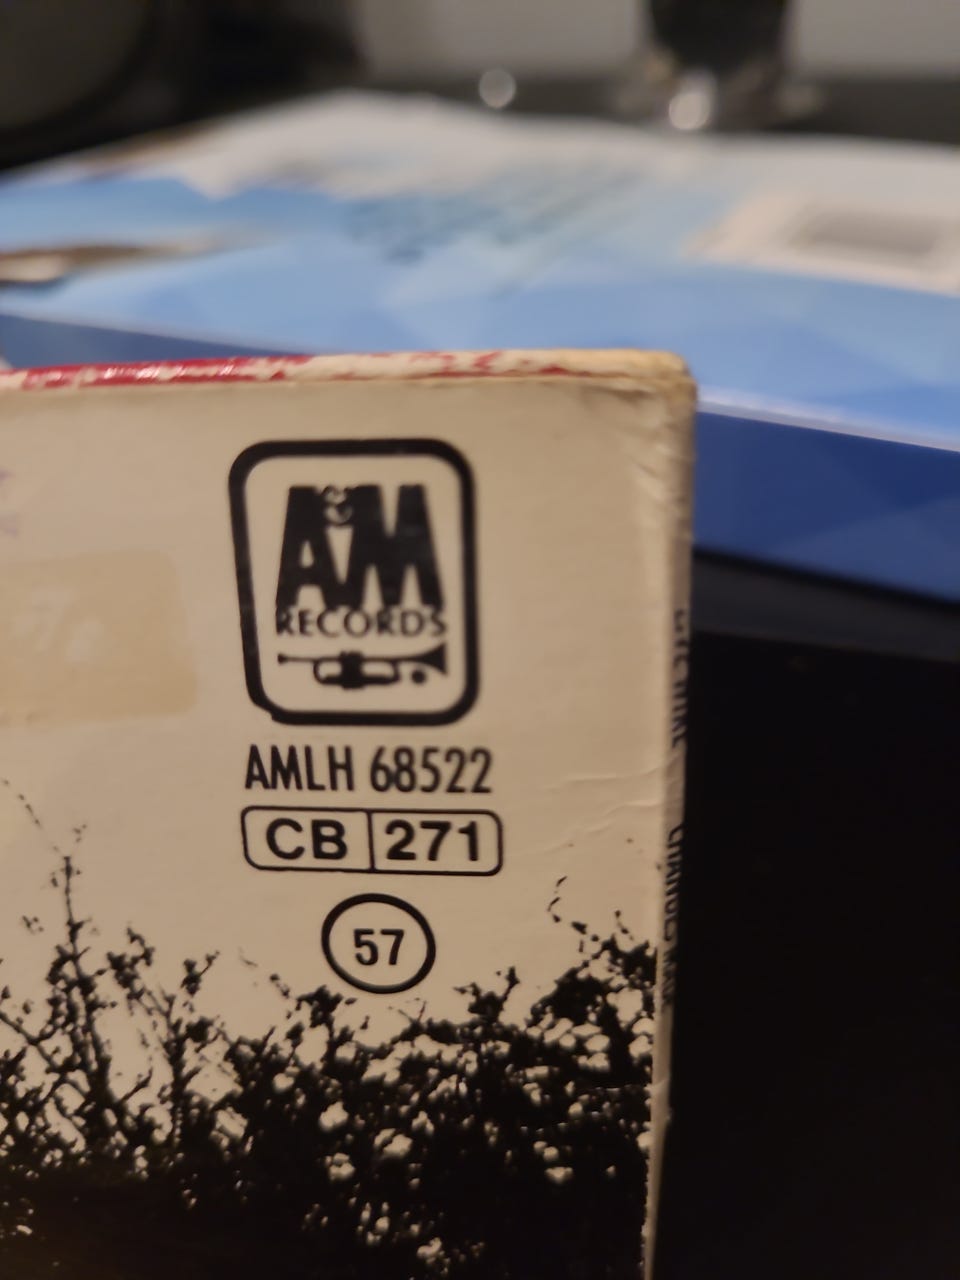 A&M
RECORDS
AMLH 68522
CB 271
57